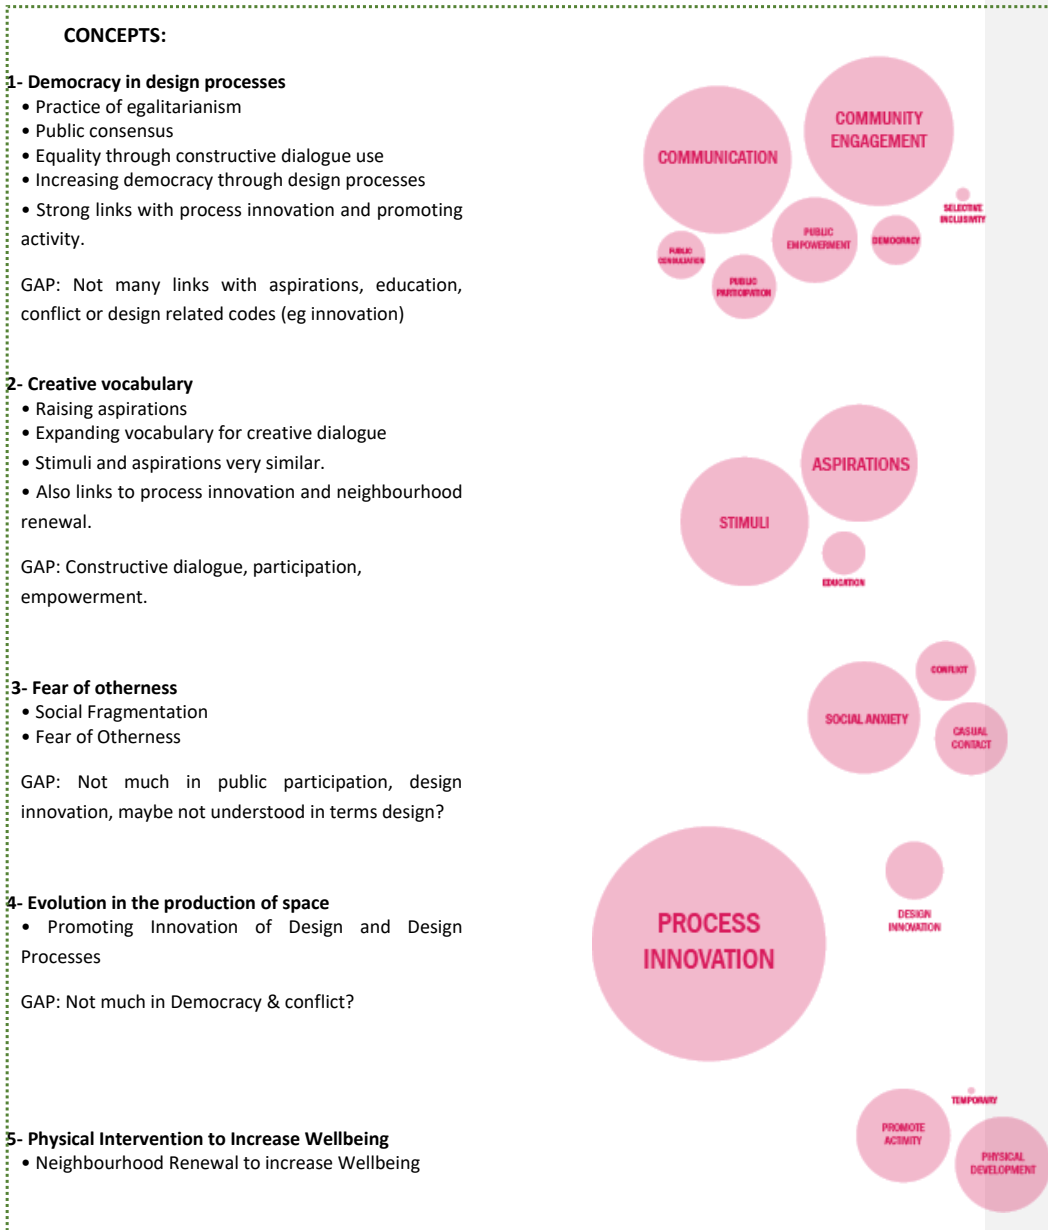 CONCEPTS:
1- Democracy in design processes
• Practice of egalitarianism
• Public consensus
• Equality through constructive dialogue use
• Increasing democracy through design processes
• Strong links with process innovation and promoting
activity.
GAP: Not many links with aspirations, education,
conflict or design related codes (eg innovation)
COMMUNICATION
COMMUNITY
ENGAGEMENT
SELECTIVE
INCLUSIVITY
PUBLIC
EMPOWERMENT
DEMOCRACY
PUBLIC
CONSULTATION
PUBLIC
PARTICIPATION
2- Creative vocabulary
• Raising aspirations
• Expanding vocabulary for creative dialogue
• Stimuli and aspirations very similar.
• Also links to process innovation and neighbourhood
renewal.
GAP: Constructive dialogue, participation,
empowerment.
ASPIRATIONS
STIMULI
EDUCATION
3- Fear of otherness
• Social Fragmentation
• Fear of Otherness
GAP: Not much in public participation, design
innovation, maybe not understood in terms design?
CONFLICT
SOCIAL ANXIETY
CASUAL
CONTACT
4- Evolution in the production of space
• Promoting Innovation of Design and Design
Processes
GAP: Not much in Democracy & conflict?
PROCESS
INNOVATION
DESIGN
INNOVATION
5- Physical Intervention to Increase Wellbeing
• Neighbourhood Renewal to increase Wellbeing
TEMPORARY
PROMOTE
ACTIVITY
PHYSICAL
DEVELOPMENT